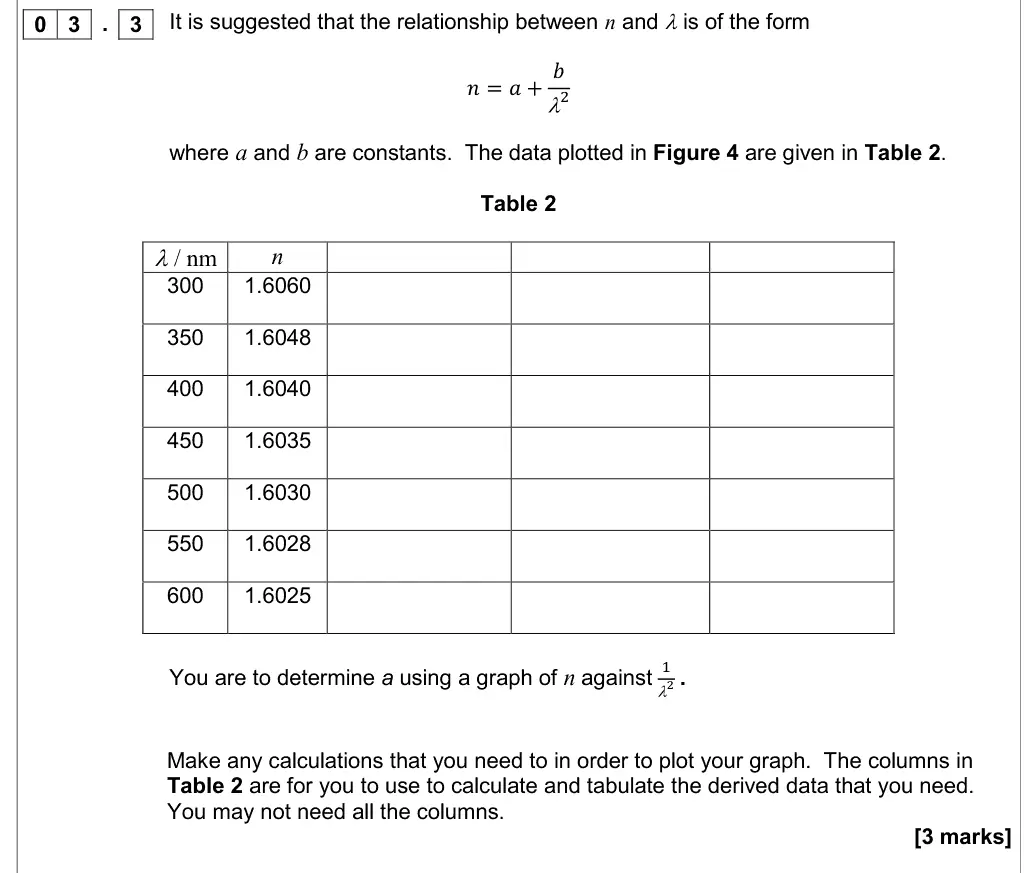 0 3 . 3 It is suggested that the relationship between n and λ is of the form
n = a + b/λ²
where a and b are constants. The data plotted in Figure 4 are given in Table 2.
Table 2
λ / nm n
300 1.6060
350 1.6048
400 1.6040
450 1.6035
500 1.6030
550 1.6028
600 1.6025
You are to determine a using a graph of n against 1/λ² .
Make any calculations that you need to in order to plot your graph. The columns in
Table 2 are for you to use to calculate and tabulate the derived data that you need.
You may not need all the columns.
[3 marks]